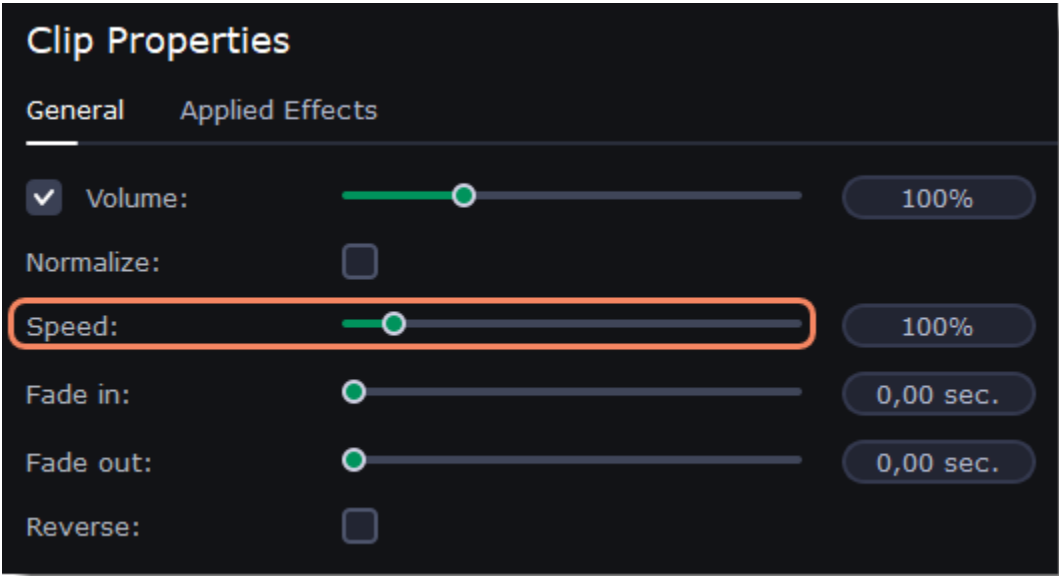 Clip Properties
General Applied Effects
Volume: 100%
Normalize:
Speed: 100%
Fade in: 0,00 sec.
Fade out: 0,00 sec.
Reverse: